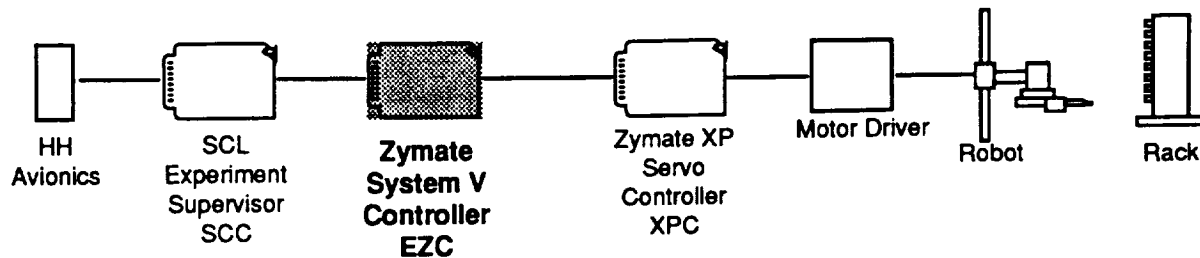 HH
Avionics
SCL
Experiment
Supervisor
SCC
Zymate
System V
Controller
EZC
Zymate XP
Servo
Controller
XPC
Motor Driver
Robot
Rack